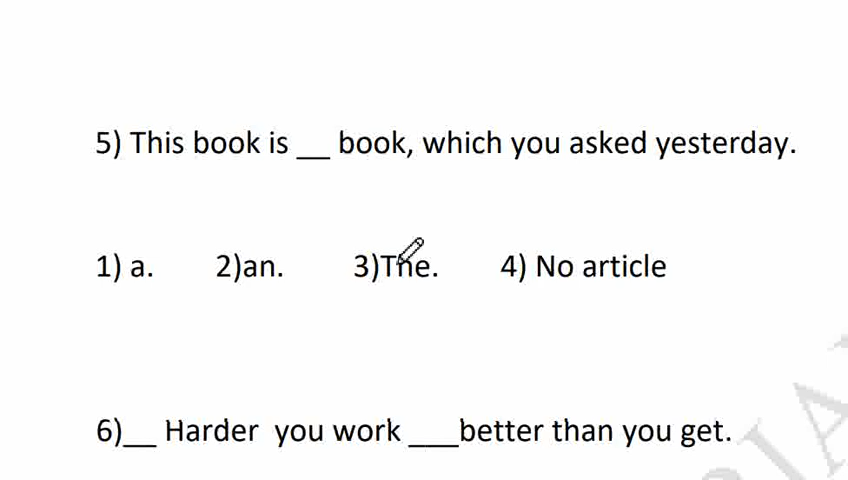 5) This book is __ book, which you asked yesterday.
1) a. 2)an. 3)The. 4) No article
6)__ Harder you work ___better than you get.